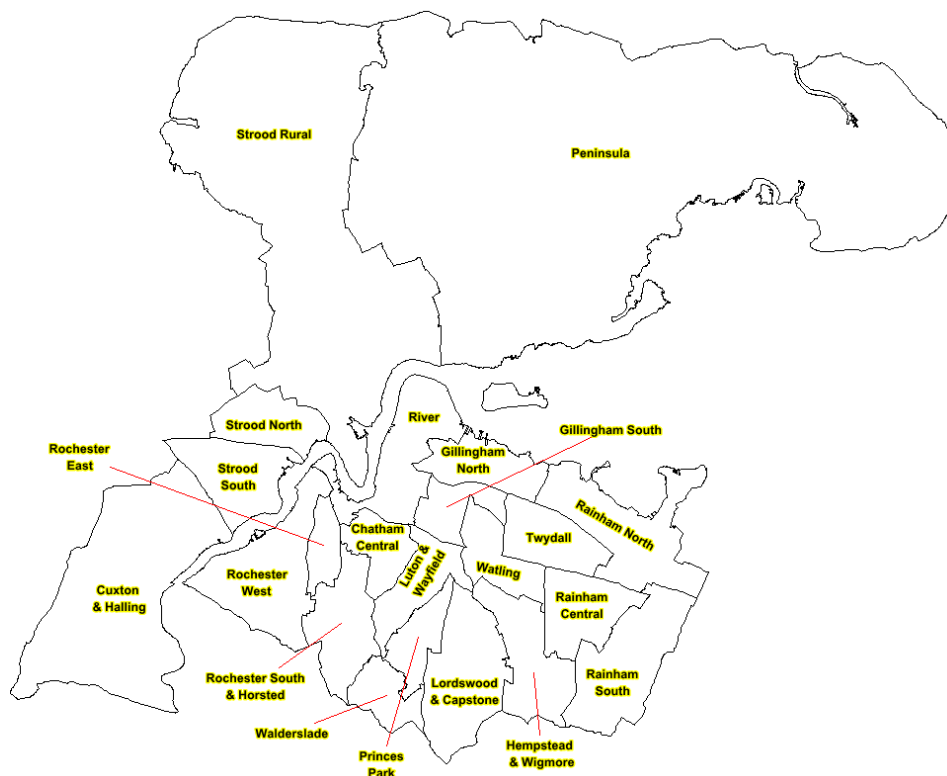 Strood Rural
Peninsula
Strood North
River
Gillingham South
Rochester
East
Gillingham
North
Strood
South
Rainham North
Chatham
Central
Twydall
Luton &
Wayfield
Watling
Rochester
West
Cuxton
& Halling
Rainham
Central
Rochester South
& Horsted
Lordswood
& Capstone
Rainham
South
Walderslade
Princes
Park
Hempstead
& Wigmore